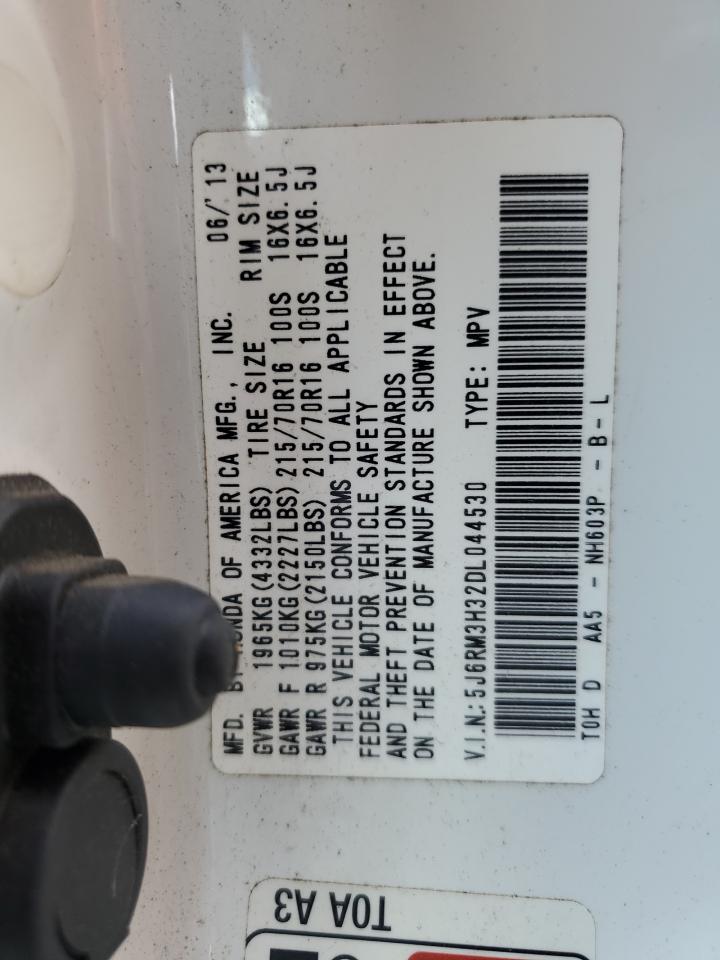 MFD. BY HONDA OF AMERICA MFG., INC. 06/'13
GVWR 1965KG(4332LBS) TIRE SIZE RIM SIZE
GAWR F 1010KG(2227LBS) 215/70R16 100S 16X6.5J
GAWR R 975KG(2150LBS) 215/70R16 100S 16X6.5J
THIS VEHICLE CONFORMS TO ALL APPLICABLE
FEDERAL MOTOR VEHICLE SAFETY
AND THEFT PREVENTION STANDARDS IN EFFECT
ON THE DATE OF MANUFACTURE SHOWN ABOVE.
V.I.N.:5J6RM3H32DL044530 TYPE: MPV
T0H D AA5 - NH603P - B - L
T0A A3